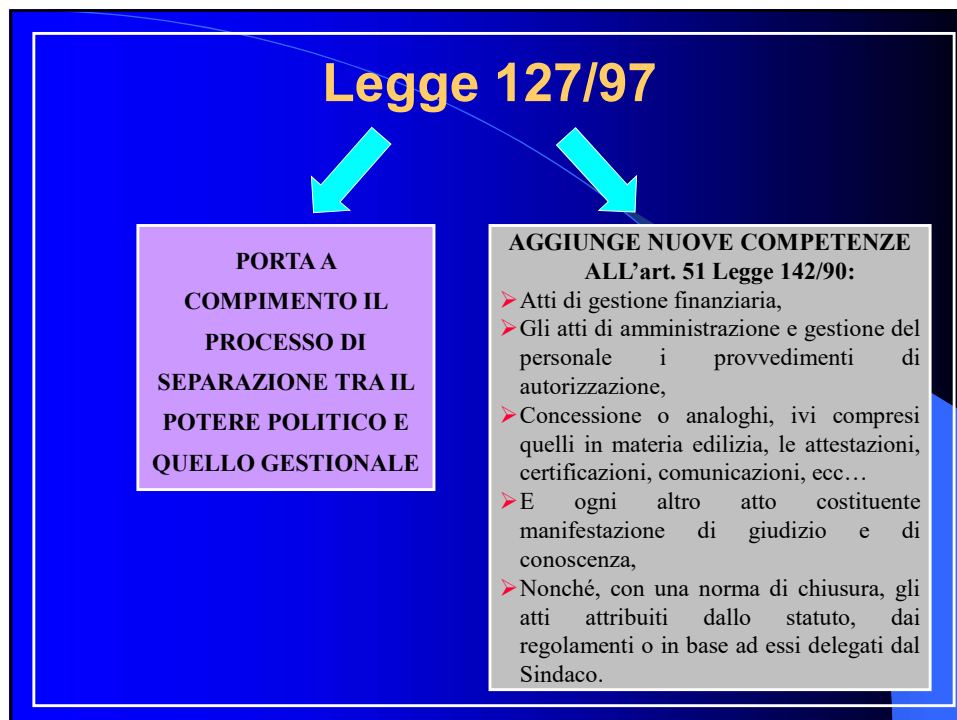 Legge 127/97
PORTA A
COMPIMENTO IL
PROCESSO DI
SEPARAZIONE TRA IL
POTERE POLITICO E
QUELLO GESTIONALE
AGGIUNGE NUOVE COMPETENZE
ALL’art. 51 Legge 142/90:
➢Atti di gestione finanziaria,
➢Gli atti di amministrazione e gestione del
personale i provvedimenti di
autorizzazione,
➢Concessione o analoghi, ivi compresi
quelli in materia edilizia, le attestazioni,
certificazioni, comunicazioni, ecc…
➢E ogni altro atto costituente
manifestazione di giudizio e di
conoscenza,
➢Nonché, con una norma di chiusura, gli
atti attribuiti dallo statuto, dai
regolamenti o in base ad essi delegati dal
Sindaco.